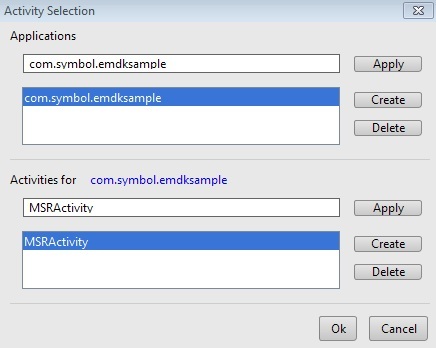 Activity Selection
Applications
com.symbol.emdksample
Apply
com.symbol.emdksample
Create
Delete
Activities for com.symbol.emdksample
MSRActivity
Apply
MSRActivity
Create
Delete
Ok
Cancel